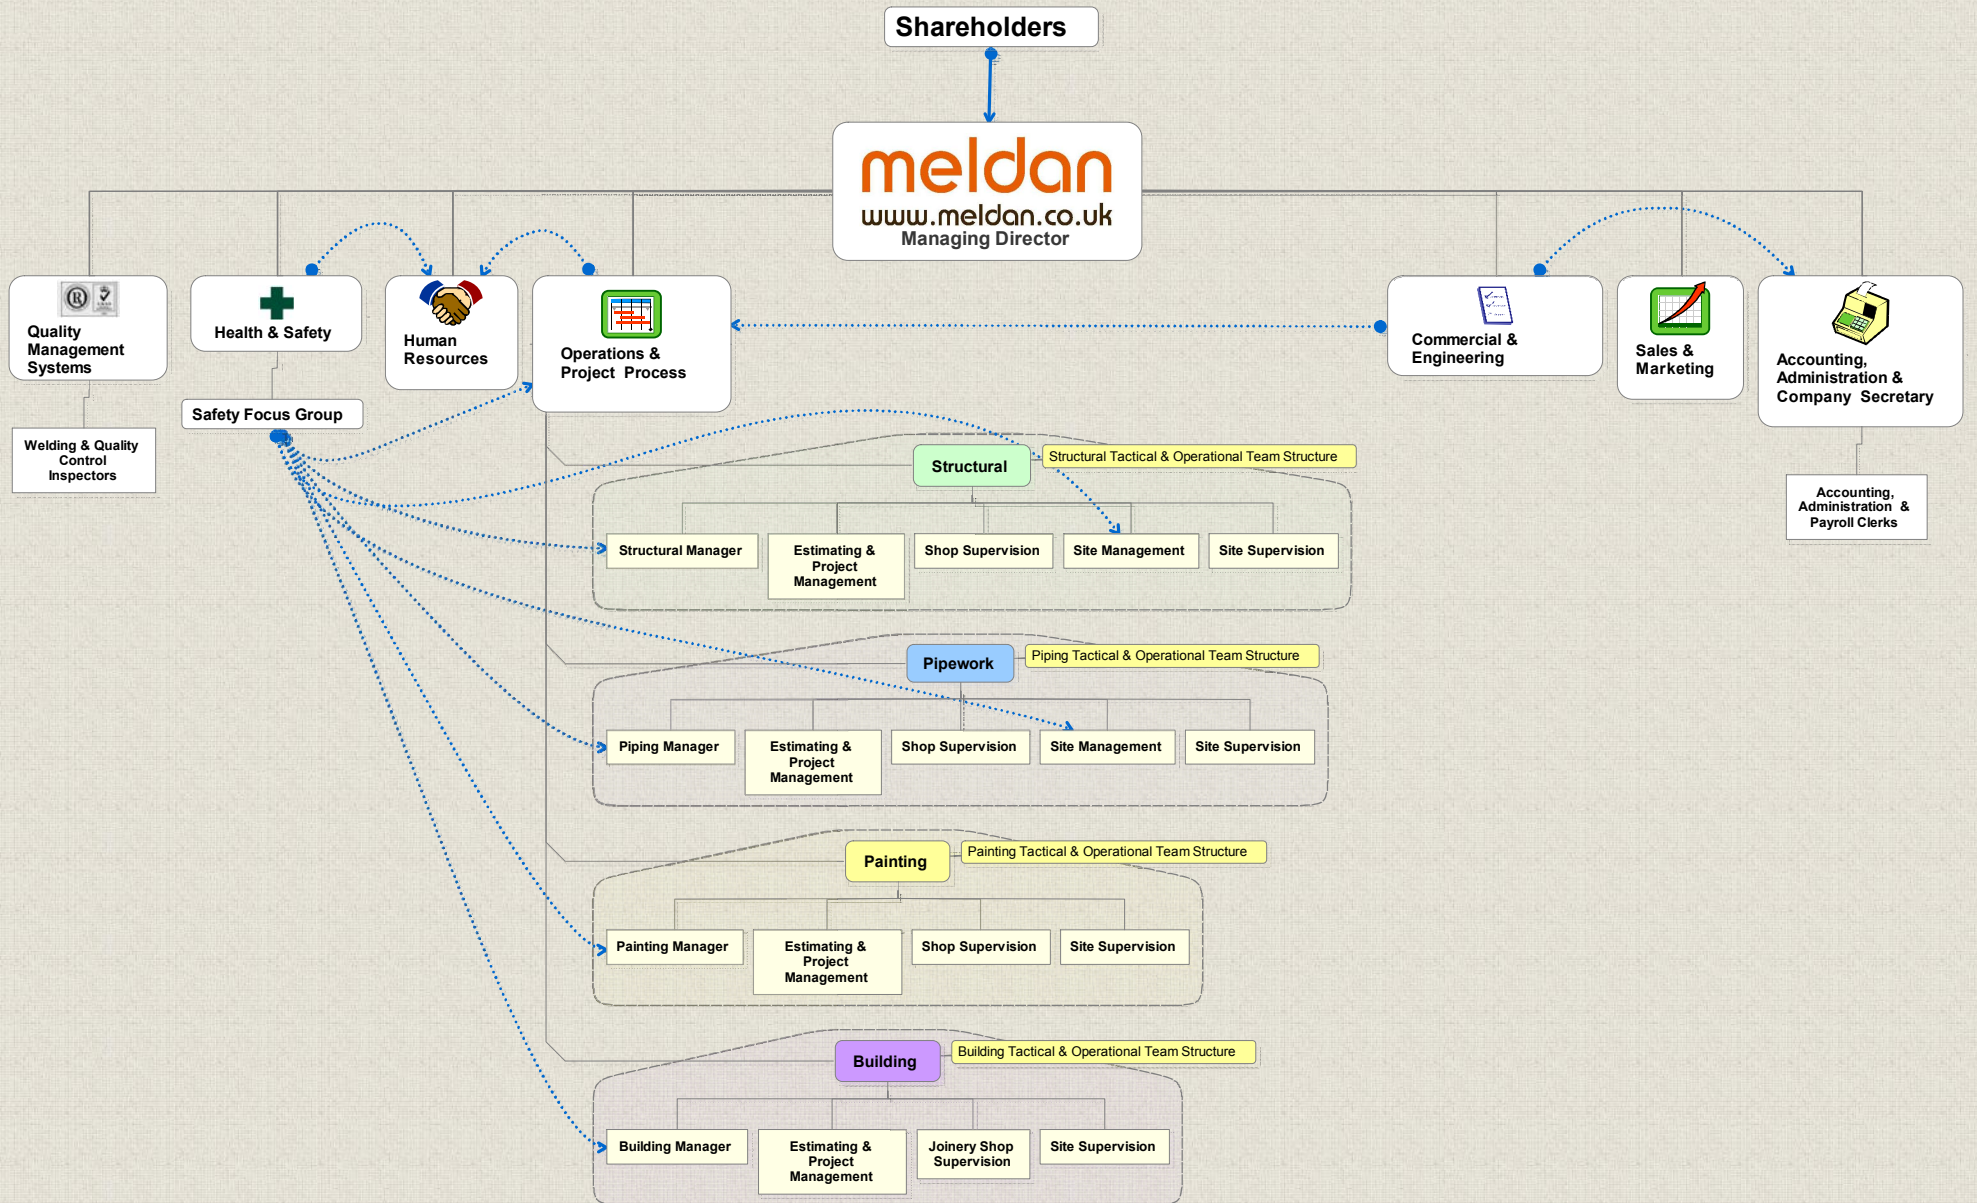 Shareholders
meldan
www.meldan.co.uk
Managing Director
Quality
Management
Systems
Health & Safety
Human
Resources
Operations &
Project Process
Commercial &
Engineering
Sales &
Marketing
Accounting,
Administration &
Company Secretary
Safety Focus Group
Welding & Quality
Control
Inspectors
Accounting,
Administration &
Payroll Clerks
Structural
Structural Tactical & Operational Team Structure
Structural Manager
Estimating &
Project
Management
Shop Supervision
Site Management
Site Supervision
Pipework
Piping Tactical & Operational Team Structure
Piping Manager
Estimating &
Project
Management
Shop Supervision
Site Management
Site Supervision
Painting
Painting Tactical & Operational Team Structure
Painting Manager
Estimating &
Project
Management
Shop Supervision
Site Supervision
Building
Building Tactical & Operational Team Structure
Building Manager
Estimating &
Project
Management
Joinery Shop
Supervision
Site Supervision